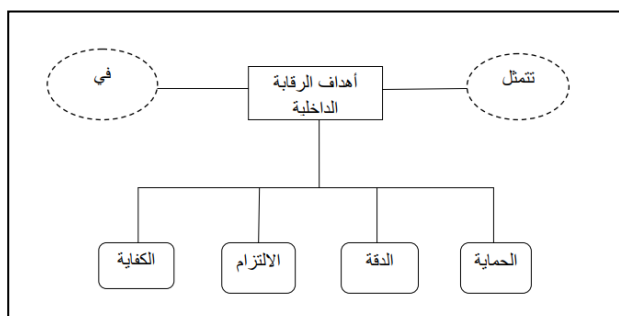 تتمثل
أهداف الرقابة
الداخلية
في
الحماية
الدقة
الالتزام
الكفاية